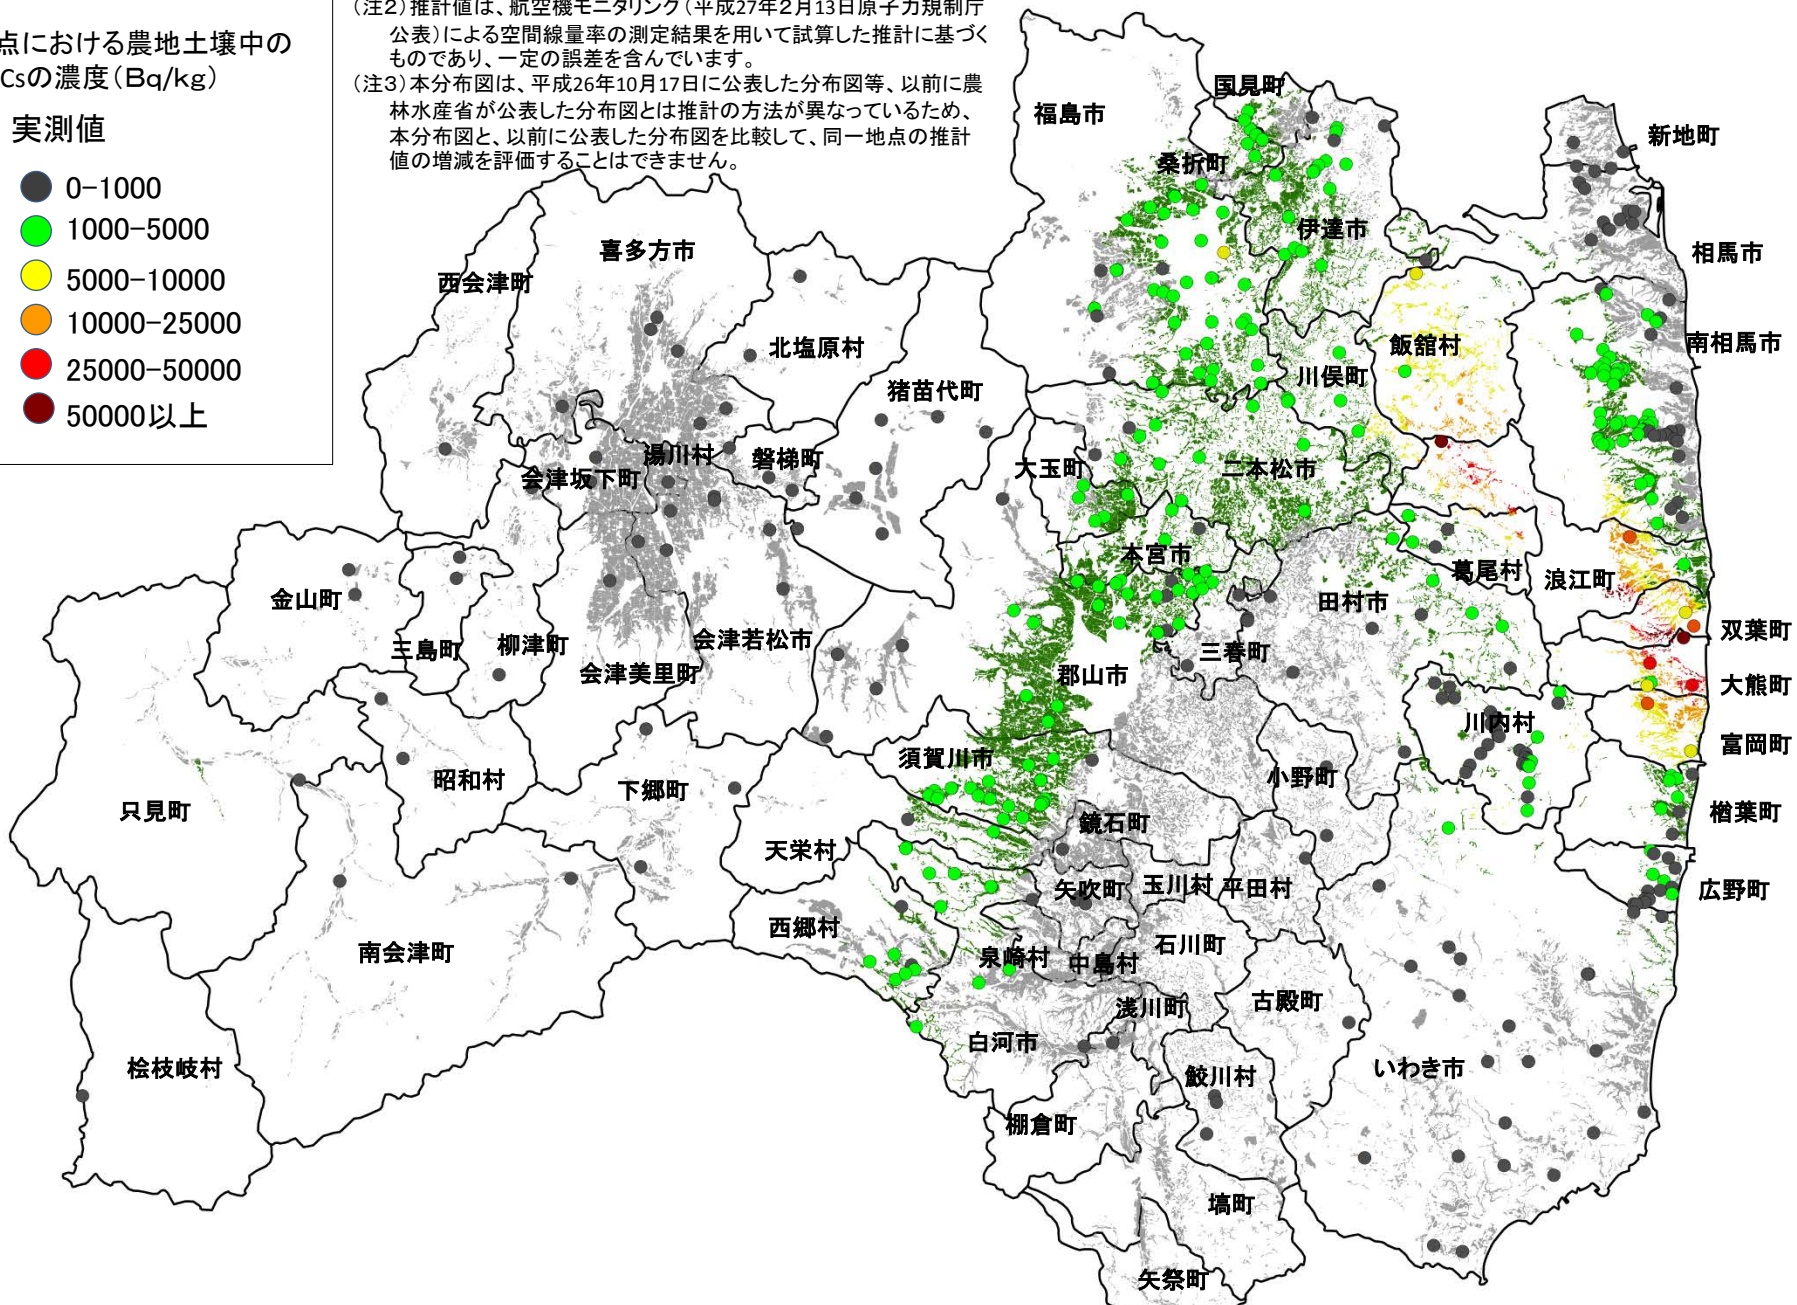 点における農地土壌中の
Csの濃度(Bq/kg)
実測値
0-1000
1000-5000
5000-10000
10000-25000
25000-50000
50000以上
(注2)推計値は、航空機モニタリング(平成27年2月13日原子力規制庁
公表)による空間線量率の測定結果を用いて試算した推計に基づく
ものであり、一定の誤差を含んでいます。
(注3)本分布図は、平成26年10月17日に公表した分布図等、以前に農
林水産省が公表した分布図とは推計の方法が異なっているため、
本分布図と、以前に公表した分布図を比較して、同一地点の推計
値の増減を評価することはできません。
国見町
福島市
新地町
桑折町
伊達市
相馬市
喜多方市
西会津町
北塩原村
飯舘村
南相馬市
川俣町
猪苗代町
湯川村
磐梯町
大玉町
二本松市
会津坂下町
本宮市
葛尾村
浪江町
金山町
田村市
双葉町
三島町
柳津町
会津若松市
三春町
会津美里町
郡山市
大熊町
川内村
富岡町
須賀川市
昭和村
下郷町
小野町
只見町
楢葉町
鏡石町
天栄村
矢吹町
玉川村
平田村
広野町
西郷村
石川町
南会津町
泉崎村
中島村
古殿町
浅川町
白河市
桧枝岐村
いわき市
鮫川村
棚倉町
塙町
矢祭町